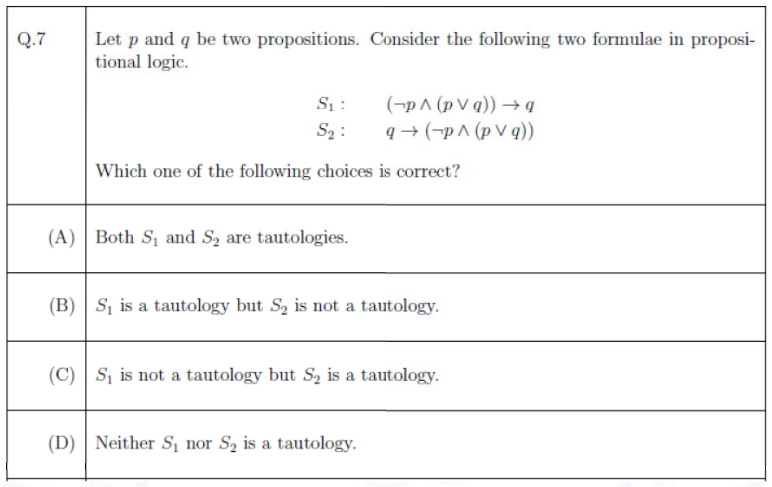 Q.7 Let p and q be two propositions. Consider the following two formulae in proposi-
tional logic.
S₁ : (¬p ∧ (p ∨ q)) → q
S₂ : q → (¬p ∧ (p ∨ q))
Which one of the following choices is correct?
(A) Both S₁ and S₂ are tautologies.
(B) S₁ is a tautology but S₂ is not a tautology.
(C) S₁ is not a tautology but S₂ is a tautology.
(D) Neither S₁ nor S₂ is a tautology.